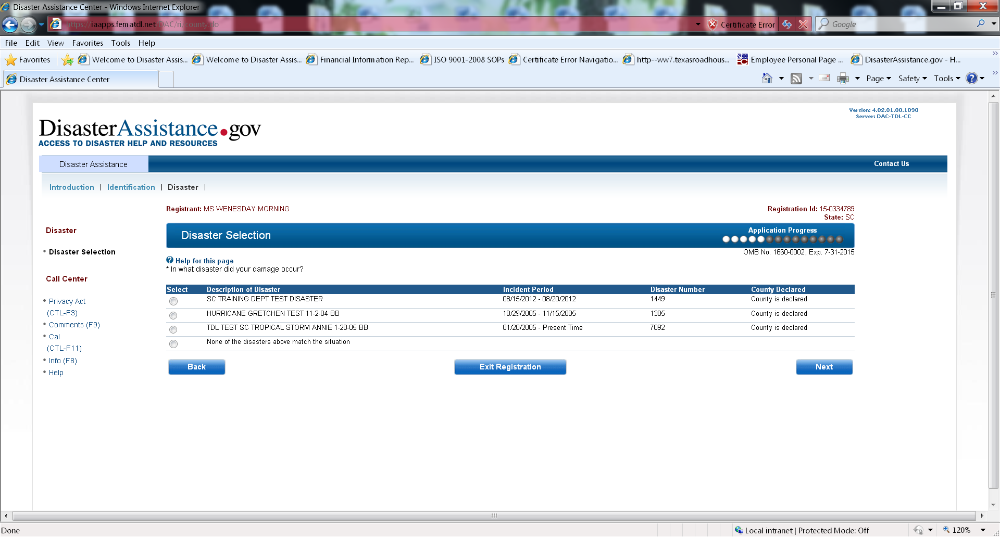 Disaster Assistance Center - Windows Internet Explorer
https://iaapps.fematdl.net/DAC/ri/county.do Certificate Error Google
File Edit View Favorites Tools Help
Favorites Welcome to Disaster Assis... Welcome to Disaster Assis... Financial Information Rep... ISO 9001-2008 SOPs Certificate Error Navigatio... http--ww7.texasroadhous... Employee Personal Page ... DisasterAssistance.gov - H...
Disaster Assistance Center Page Safety Tools
Version: 4.02.01.00.1090
Server: DAC-TDL-CC
DisasterAssistance.gov
ACCESS TO DISASTER HELP AND RESOURCES
Disaster Assistance Contact Us
Introduction | Identification | Disaster |
Registrant: MS WENESDAY MORNING Registration Id: 15-0334789
State: SC
Disaster
Disaster Selection
Call Center
Privacy Act
(CTL-F3)
Comments (F9)
Cal
(CTL-F11)
Info (F8)
Help
Disaster Selection Application Progress
OMB No. 1660-0002, Exp. 7-31-2015
Help for this page
* In what disaster did your damage occur?
Select Description of Disaster Incident Period Disaster Number County Declared
SC TRAINING DEPT TEST DISASTER 08/15/2012 - 08/20/2012 1449 County is declared
HURRICANE GRETCHEN TEST 11-2-04 BB 10/29/2005 - 11/15/2005 1305 County is declared
TDL TEST SC TROPICAL STORM ANNIE 1-20-05 BB 01/20/2005 - Present Time 7092 County is declared
None of the disasters above match the situation
Back Exit Registration Next
Done Local intranet | Protected Mode: Off 120%